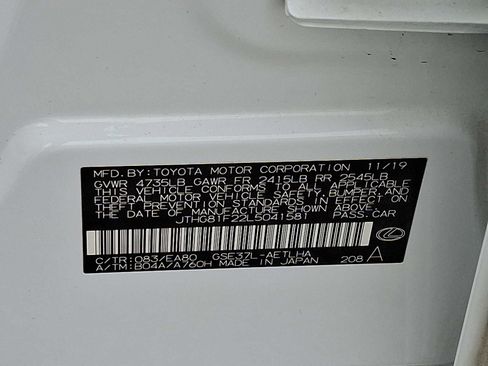 MFD. BY: TOYOTA MOTOR CORPORATION 11/19
GVWR 4735LB GAWR FR 2415LB RR 2545LB
THIS VEHICLE CONFORMS TO ALL APPLICABLE
FEDERAL MOTOR VEHICLE SAFETY, BUMPER, AND
THEFT PREVENTION STANDARDS IN EFFECT ON
THE DATE OF MANUFACTURE SHOWN ABOVE.
JTHG81F22L5041581 PASS. CAR
C/TR: 083/EA80 GSE37L-AETLHA
A/TM: B04A/A/60H MADE IN JAPAN 208 A